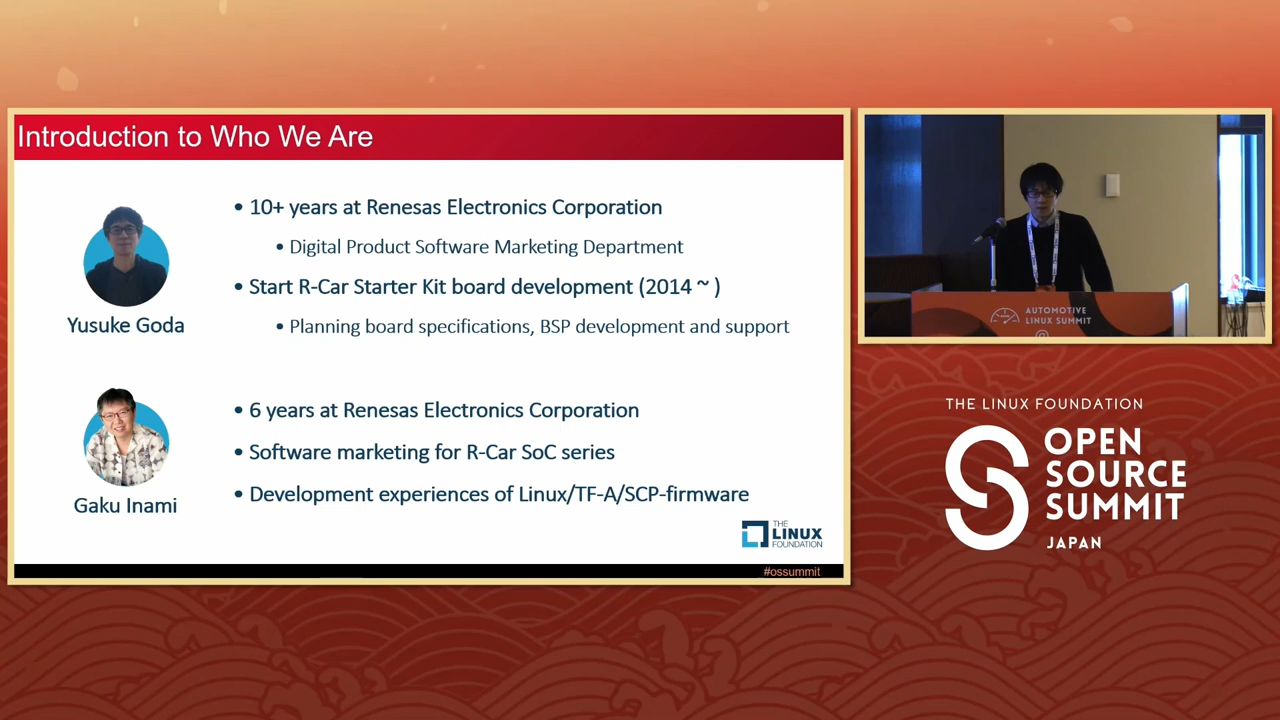 Introduction to Who We Are
• 10+ years at Renesas Electronics Corporation
• Digital Product Software Marketing Department
• Start R-Car Starter Kit board development (2014 ~ )
• Planning board specifications, BSP development and support
Yusuke Goda
• 6 years at Renesas Electronics Corporation
• Software marketing for R-Car SoC series
• Development experiences of Linux/TF-A/SCP-firmware
Gaku Inami
THE
LINUX
FOUNDATION
#ossummit
AUTOMOTIVE
LINUX SUMMIT
@
THE LINUX FOUNDATION
OPEN
SOURCE
SUMMIT
JAPAN